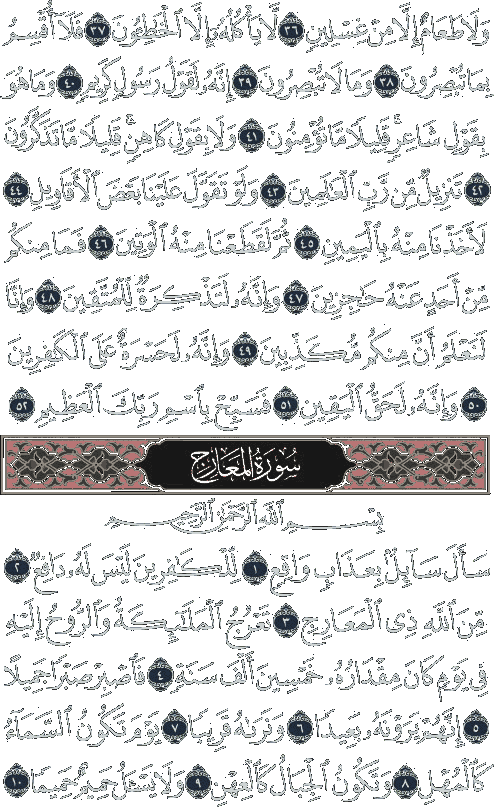 وَلَا طَعَامٌ إِلَّا مِنْ غِسْلِينٍ ٣٦ لَّا يَأْكُلُهُۥٓ إِلَّا ٱلْخَٰطِـُٔونَ ٣٧ فَلَآ أُقْسِمُ
بِمَا تُبْصِرُونَ ٣٨ وَمَا لَا تُبْصِرُونَ ٣٩ إِنَّهُۥ لَقَوْلُ رَسُولٍ كَرِيمٍ ٤٠ وَمَا هُوَ
بِقَوْلِ شَاعِرٍ ۚ قَلِيلًا مَّا تُؤْمِنُونَ ٤١ وَلَا بِقَوْلِ كَاهِنٍ ۚ قَلِيلًا مَّا تَذَكَّرُونَ
٤٢ تَنزِيلٌ مِّن رَّبِّ ٱلْعَٰلَمِينَ ٤٣ وَلَوْ تَقَوَّلَ عَلَيْنَا بَعْضَ ٱلْأَقَاوِيلِ ٤٤
لَأَخَذْنَا مِنْهُ بِٱلْيَمِينِ ٤٥ ثُمَّ لَقَطَعْنَا مِنْهُ ٱلْوَتِينَ ٤٦ فَمَا مِنكُم
مِّنْ أَحَدٍ عَنْهُ حَٰجِزِينَ ٤٧ وَإِنَّهُۥ لَتَذْكِرَةٌ لِّلْمُتَّقِينَ ٤٨ وَإِنَّا
لَنَعْلَمُ أَنَّ مِنكُم مُّكَذِّبِينَ ٤٩ وَإِنَّهُۥ لَحَسْرَةٌ عَلَى ٱلْكَٰفِرِينَ
٥٠ وَإِنَّهُۥ لَحَقُّ ٱلْيَقِينِ ٥١ فَسَبِّحْ بِٱسْمِ رَبِّكَ ٱلْعَظِيمِ ٥٢
سُورَةُ المَعَارِج
بِسْمِ ٱللَّهِ ٱلرَّحْمَٰنِ ٱلرَّحِيمِ
سَأَلَ سَآئِلٌۢ بِعَذَابٍ وَاقِعٍ ١ لِّلْكَٰفِرِينَ لَيْسَ لَهُۥ دَافِعٌ ٢
مِّنَ ٱللَّهِ ذِى ٱلْمَعَارِجِ ٣ تَعْرُجُ ٱلْمَلَٰٓئِكَةُ وَٱلرُّوحُ إِلَيْهِ
فِى يَوْمٍ كَانَ مِقْدَارُهُۥ خَمْسِينَ أَلْفَ سَنَةٍ ٤ فَٱصْبِرْ صَبْرًا جَمِيلًا
٥ إِنَّهُمْ يَرَوْنَهُۥ بَعِيدًا ٦ وَنَرَىٰهُ قَرِيبًا ٧ يَوْمَ تَكُونُ ٱلسَّمَآءُ
كَٱلْمُهْلِ ٨ وَتَكُونُ ٱلْجِبَالُ كَٱلْعِهْنِ ٩ وَلَا يَسْـَٔلُ حَمِيمٌ حَمِيمًا ١٠